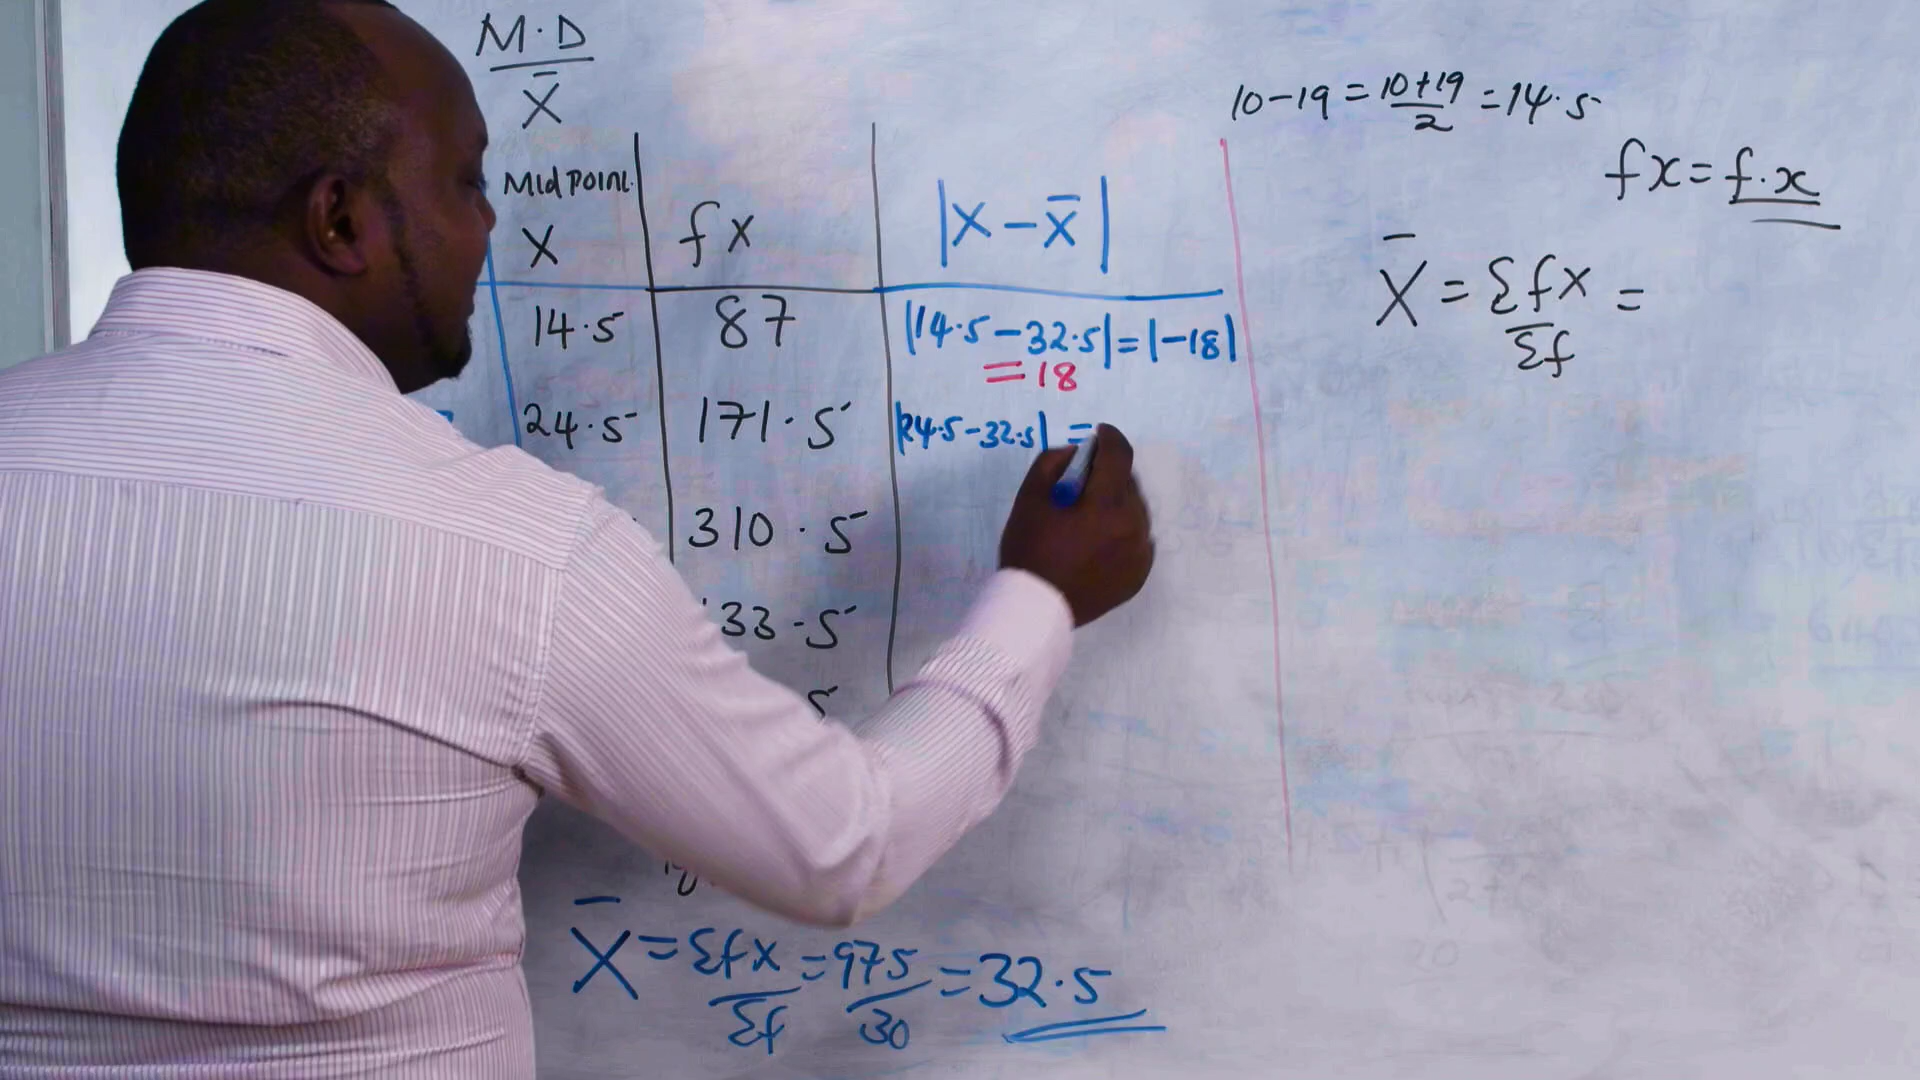 M.D
X̄
10-19 = 10+19 / 2 = 14.5
fx = f.x
X̄ = Σfx / Σf =
Mid point
X
fx
|X - X̄|
14.5
87
|14.5 - 32.5| = |-18|
= 18
24.5
171.5
|24.5-32.5| =
310.5
33.5
5
X̄ = Σfx / Σf = 975 / 30 = 32.5